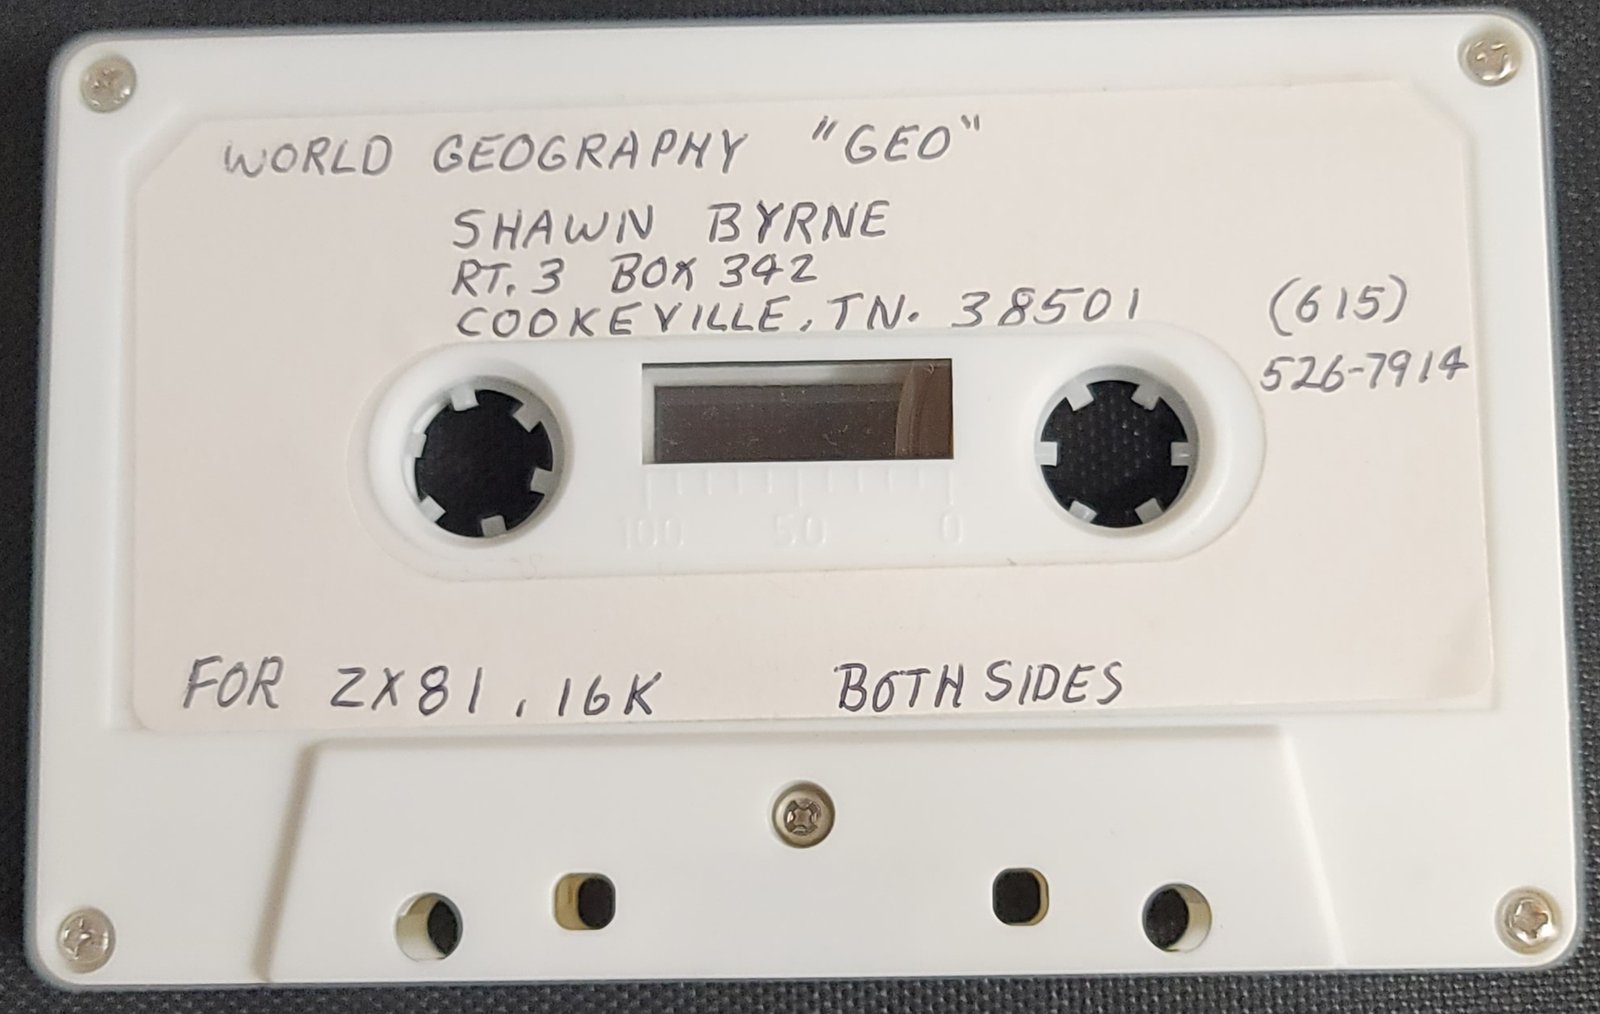 WORLD GEOGRAPHY "GEO"
SHAWN BYRNE
RT. 3 BOX 342
COOKEVILLE, TN. 38501
(615)
526-7914
100 50 0
FOR ZX81, 16K BOTH SIDES